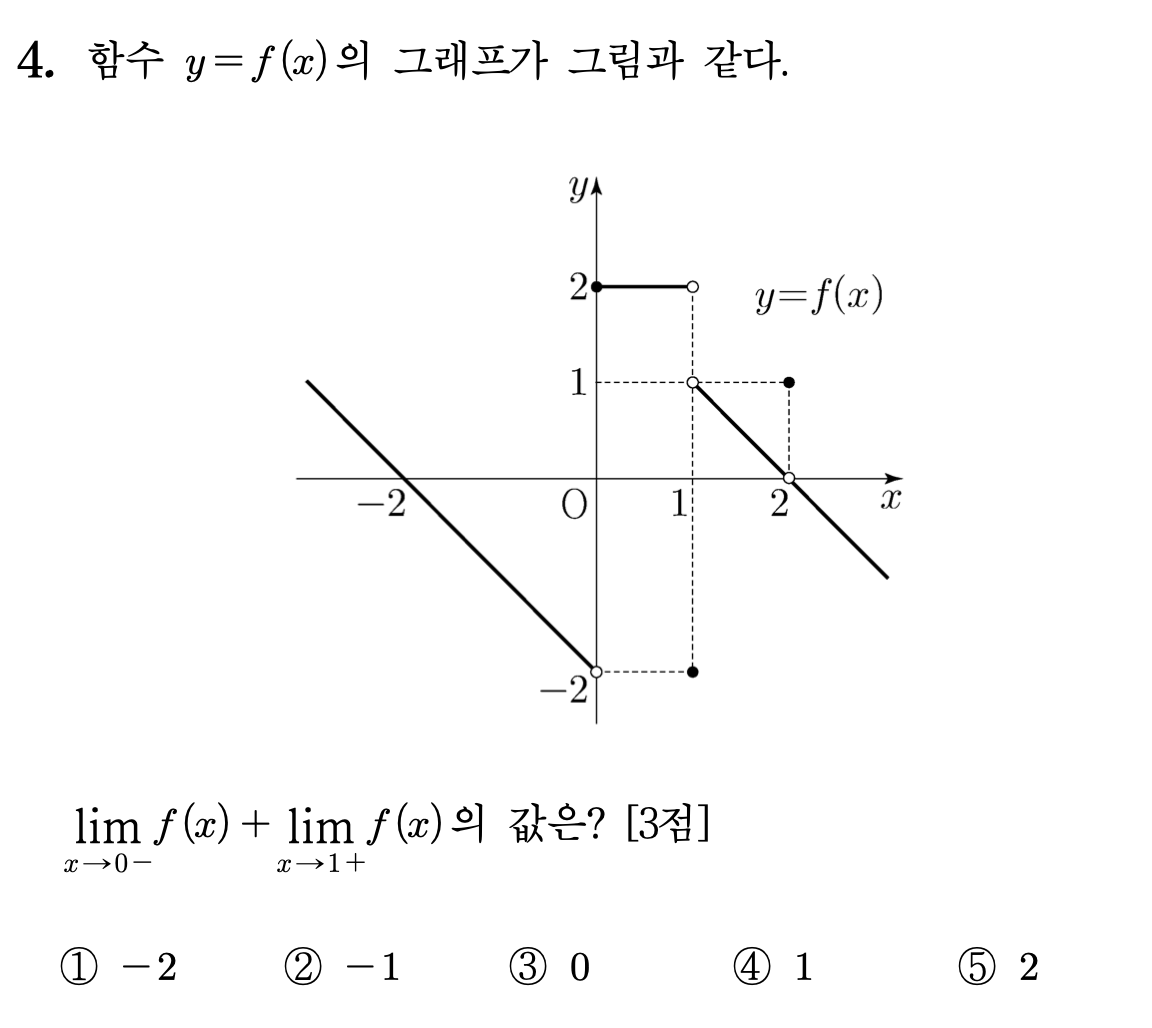 4. 함수 y=f(x)의 그래프가 그림과 같다.
y
2
y=f(x)
1
−2
O
1
2
x
−2
lim f(x)+ lim f(x)의 값은? [3점]
x→0− x→1+
① −2 ② −1 ③ 0 ④ 1 ⑤ 2